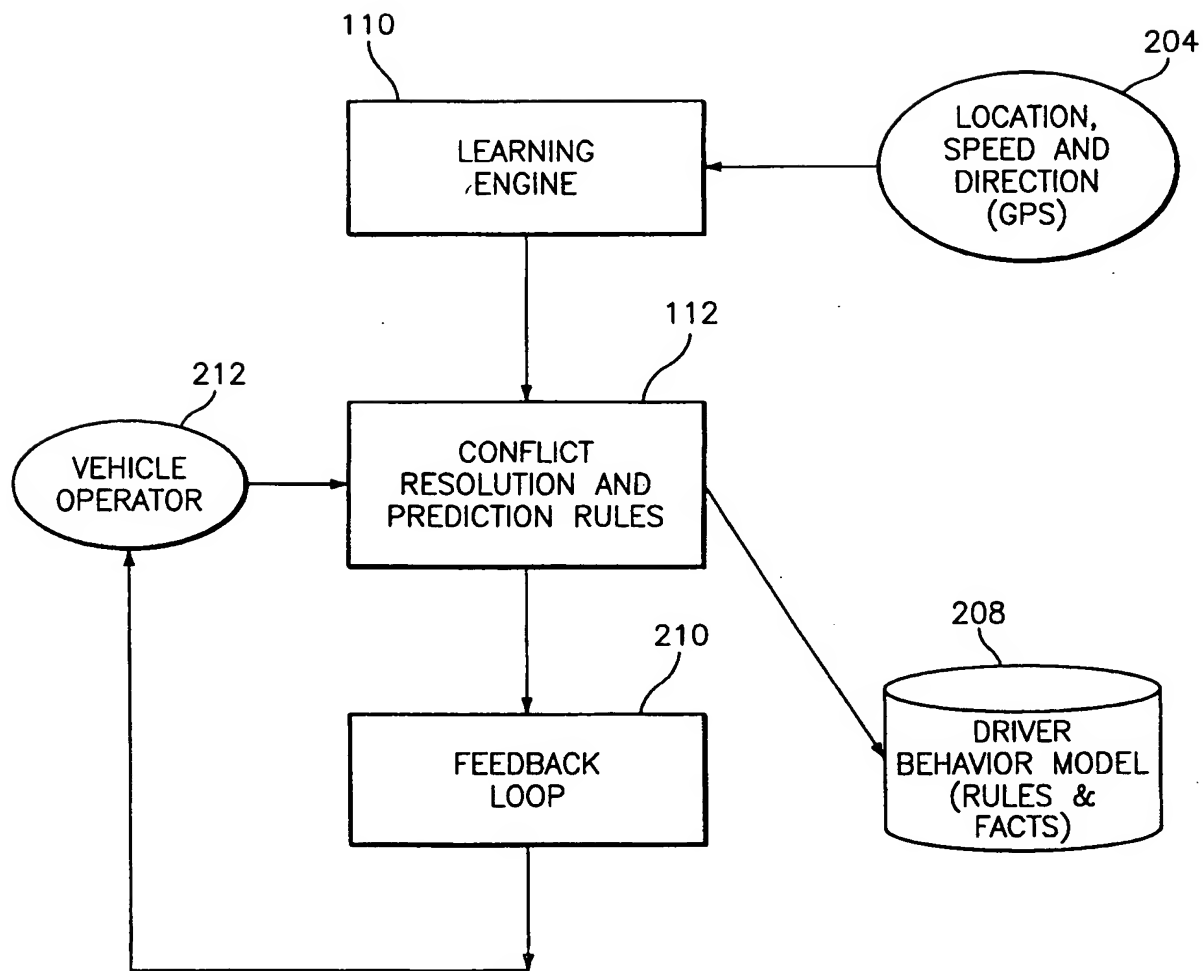 110
204
LEARNING
ENGINE
LOCATION,
SPEED AND
DIRECTION
(GPS)
112
212
VEHICLE
OPERATOR
CONFLICT
RESOLUTION AND
PREDICTION RULES
210
208
FEEDBACK
LOOP
DRIVER
BEHAVIOR MODEL
(RULES &
FACTS)